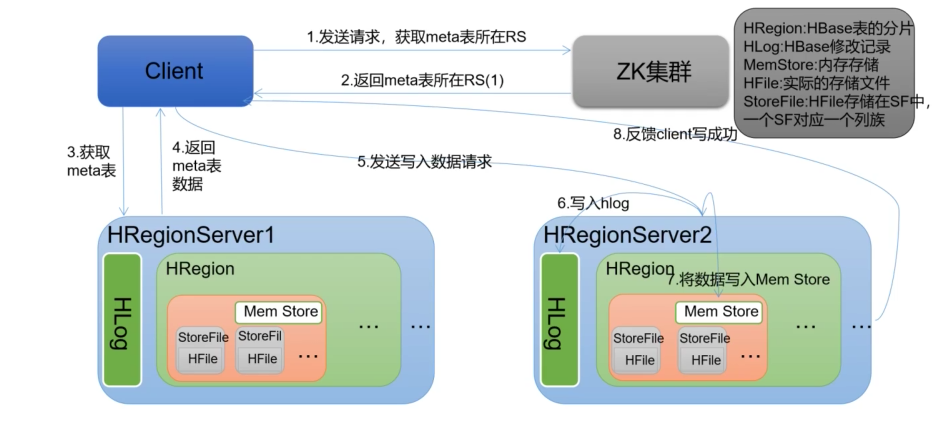 1.发送请求，获取meta表所在RS
Client
2.返回meta表所在RS(1)
ZK集群
HRegion:HBase表的分片
HLog:HBase修改记录
MemStore:内存存储
HFile:实际的存储文件
StoreFile:HFile存储在SF中，
一个SF对应一个列族
3.获取
meta表
4.返回
meta表
数据
5.发送写入数据请求
8.反馈client写成功
6.写入hlog
HRegionServer1
HLog
HRegion
Mem Store
StoreFile
HFile
StoreFil
HFile
...
...
...
HRegionServer2
HLog
HRegion
7.将数据写入Mem Store
Mem Store
StoreFile
HFile
StoreFile
HFile
...
...
...